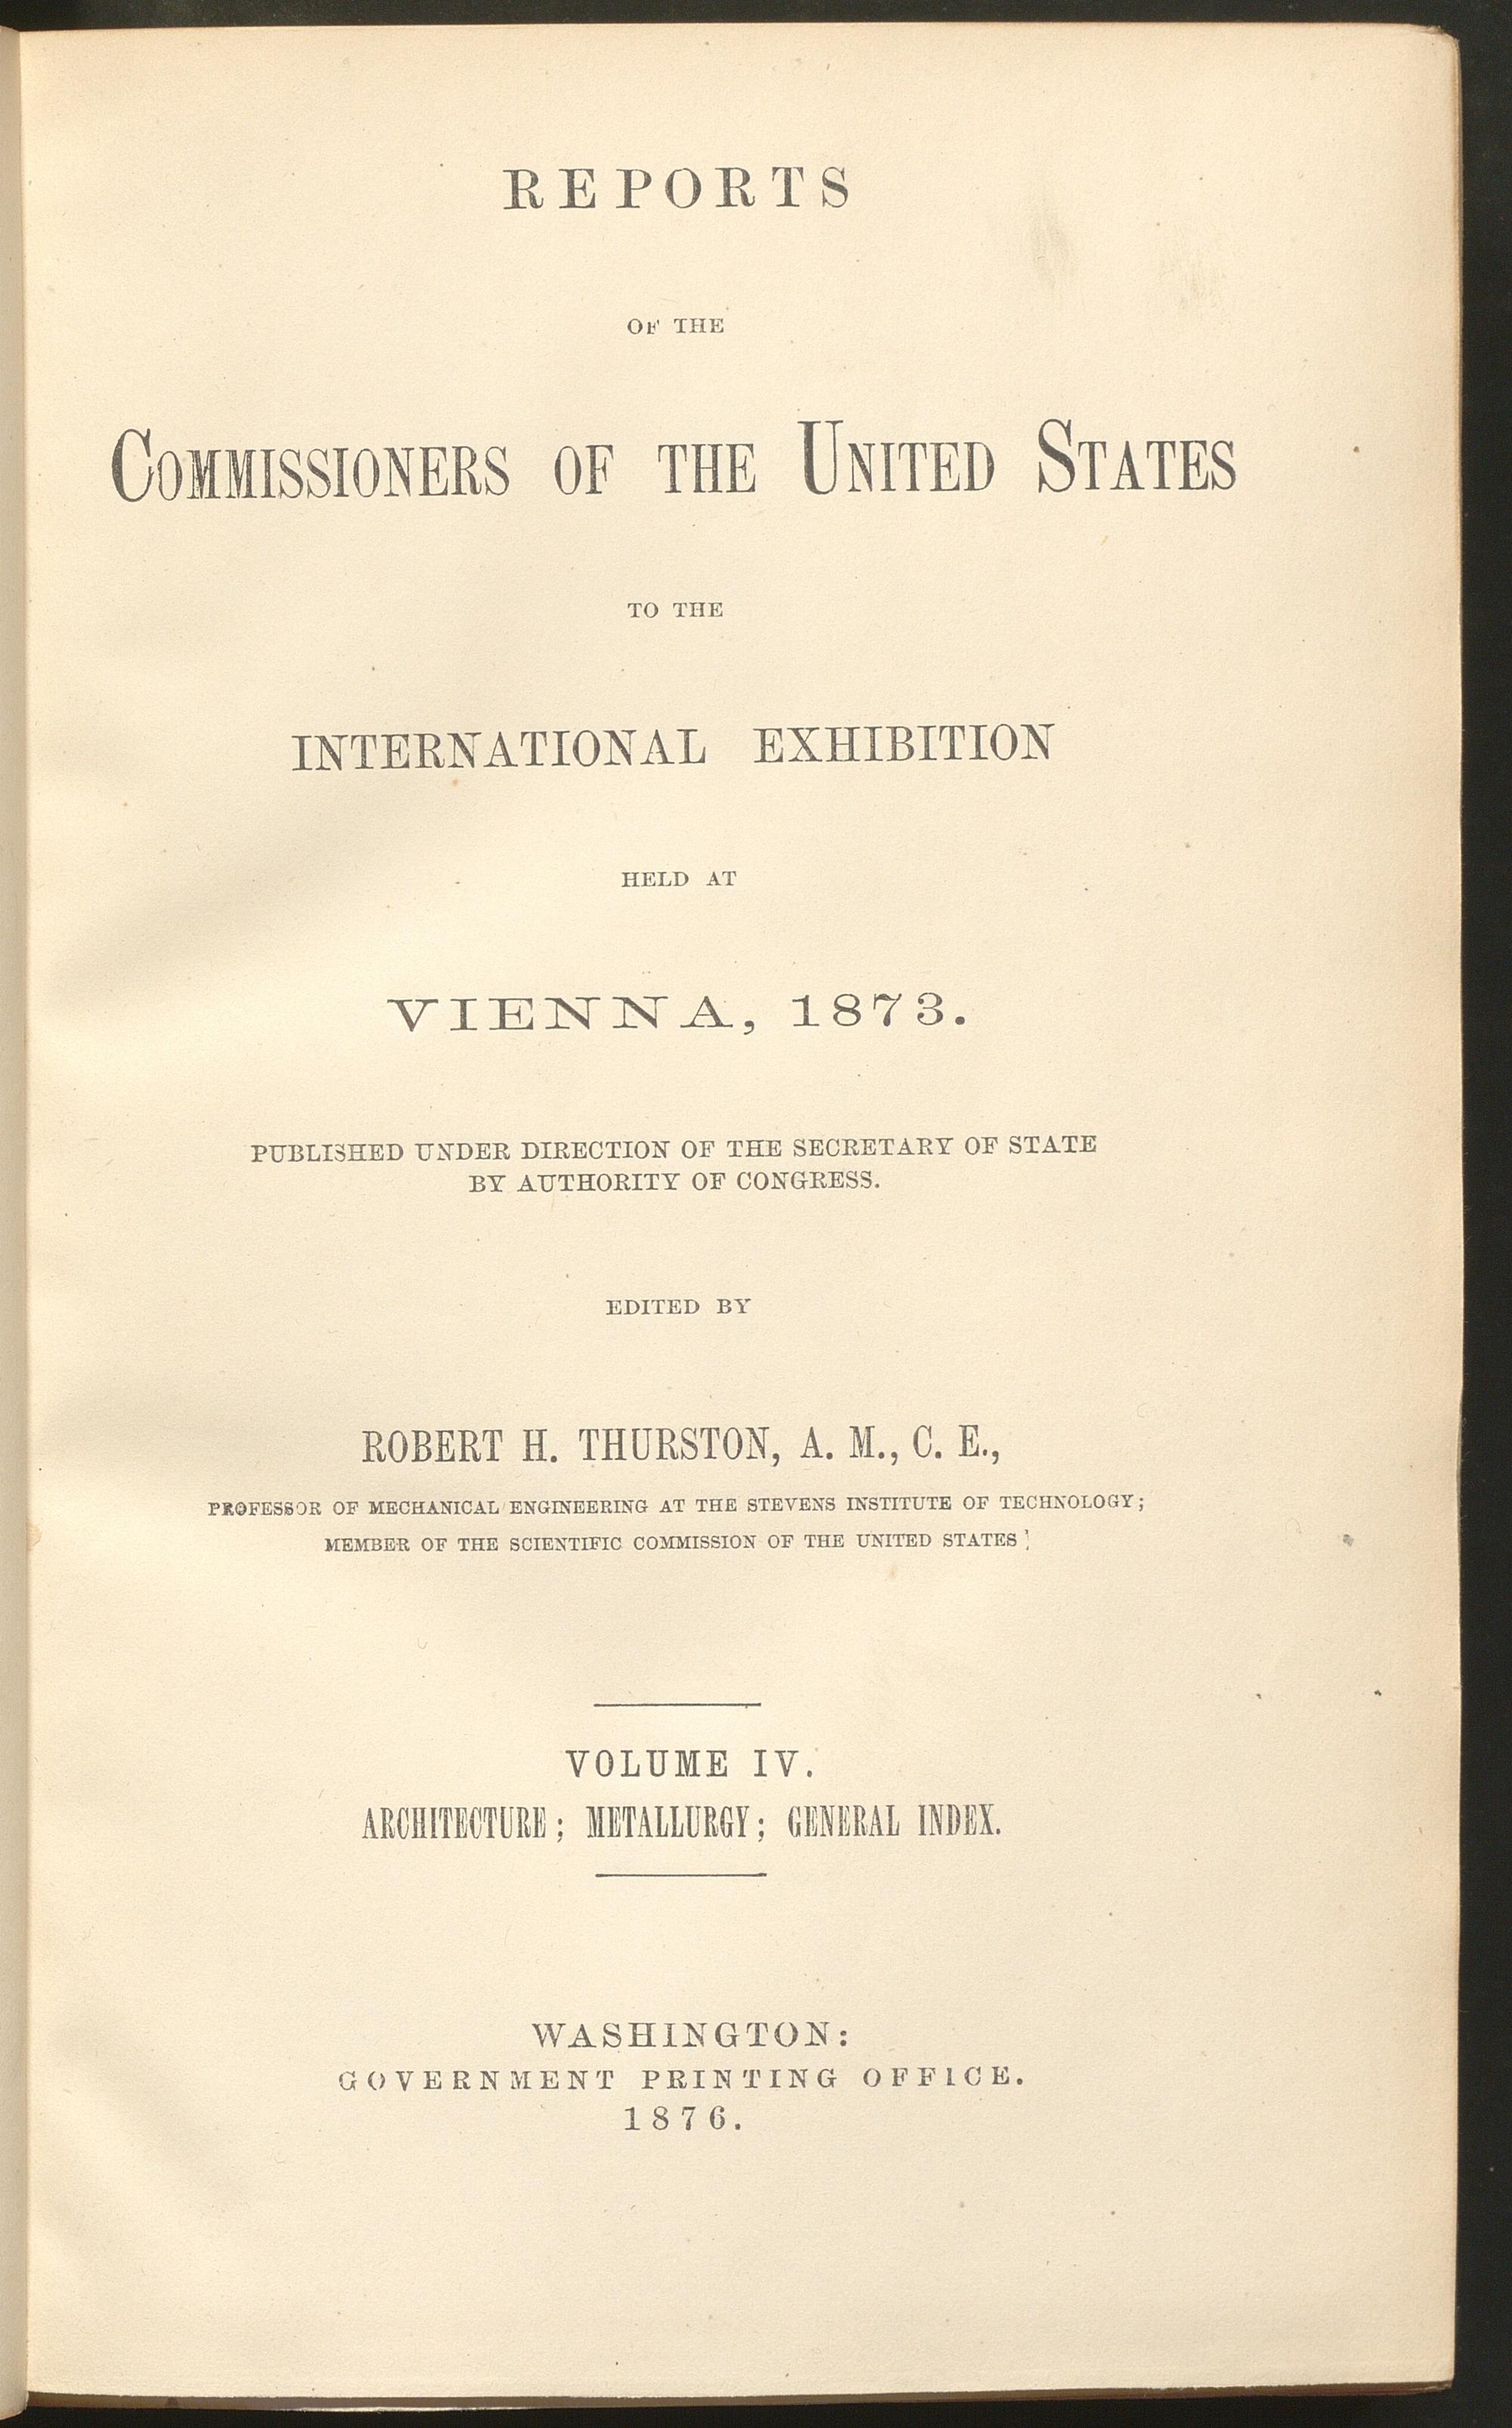 REPORTS
OF THE
COMMISSIONERS OF THE UNITED STATES
TO THE
INTERNATIONAL EXHIBITION
HELD AT
VIENNA, 1873.
PUBLISHED UNDER DIRECTION OF THE SECRETARY OF STATE
BY AUTHORITY OF CONGRESS.
EDITED BY
ROBERT H. THURSTON, A. M., C. E.,
PROFESSOR OF MECHANICAL ENGINEERING AT THE STEVENS INSTITUTE OF TECHNOLOGY;
MEMBER OF THE SCIENTIFIC COMMISSION OF THE UNITED STATES;
VOLUME IV.
ARCHITECTURE; METALLURGY; GENERAL INDEX.
WASHINGTON:
GOVERNMENT PRINTING OFFICE.
1876.